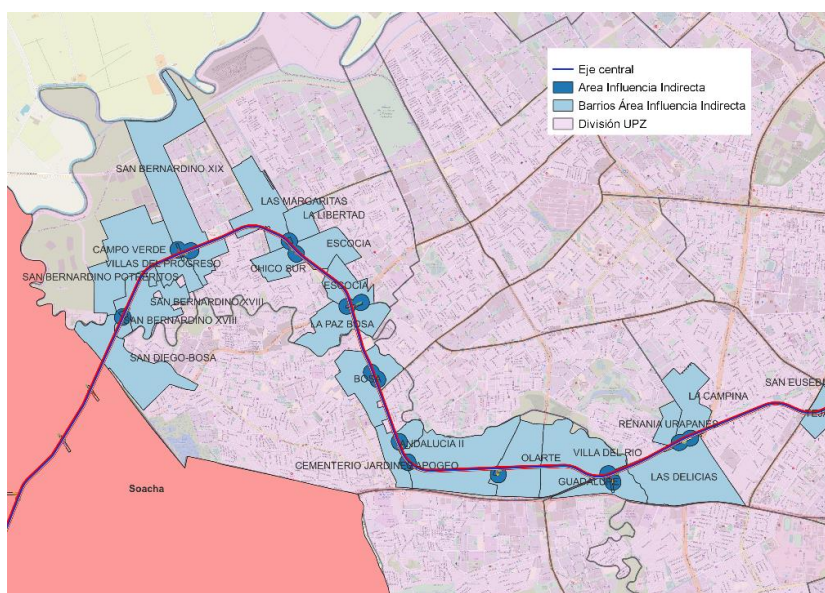 Eje central
Area Influencia Indirecta
Barrios Área Influencia Indirecta
División UPZ
SAN BERNARDINO XIX
LAS MARGARITAS
LA LIBERTAD
CAMPO VERDE
ESCOCIA
VILLAS DEL PROGRESO
CHICO SUR
SAN BERNARDINO POTRERITOS
ESCOCIA
SAN BERNARDINO XVIII
SAN BERNARDINO XVIII
LA PAZ BOSA
SAN DIEGO-BOSA
BOSA
SAN EUSEB
LA CAMPINA
RENANIA URAPANES
ANDALUCIA II
OLARTE
VILLA DEL RIO
CEMENTERIO JARDINES APOGEO
GUADALUPE
LAS DELICIAS
Soacha